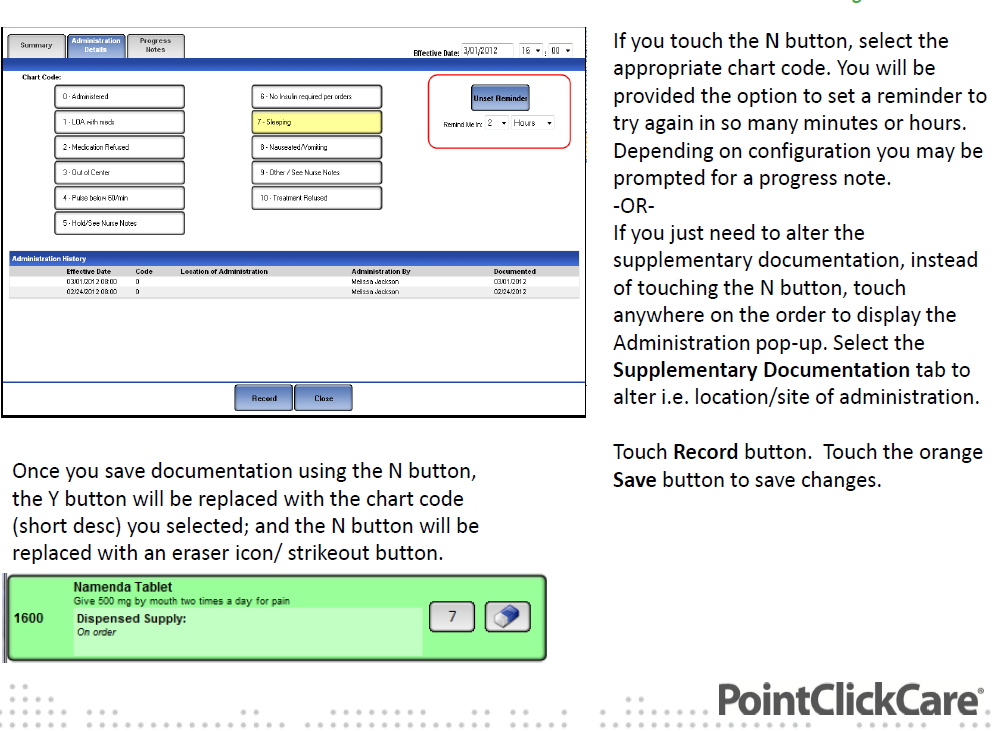 Summary
Administration
Details
Progress
Notes
Effective Date: 3/01/2012 16 : 00
Chart Code:
0 - Administered
1 - LOA with meds
2 - Medication Refused
3 - Out of Center
4 - Pulse below 60/min
5 - Hold/See Nurse Notes
6 - No Insulin required per orders
7 - Sleeping
8 - Nauseated/Vomiting
9 - Other / See Nurse Notes
10 - Treatment Refused
Unset Reminder
Remind Me In: 2 Hours
Administration History
Effective Date Code Location of Administration Administration By Documented
03/01/2012 08:00 0 Melissa Jackson 03/01/2012
02/24/2012 08:00 0 Melissa Jackson 02/24/2012
Record Close
If you touch the N button, select the
appropriate chart code. You will be
provided the option to set a reminder to
try again in so many minutes or hours.
Depending on configuration you may be
prompted for a progress note.
-OR-
If you just need to alter the
supplementary documentation, instead
of touching the N button, touch
anywhere on the order to display the
Administration pop-up. Select the
Supplementary Documentation tab to
alter i.e. location/site of administration.
Touch Record button. Touch the orange
Save button to save changes.
Once you save documentation using the N button,
the Y button will be replaced with the chart code
(short desc) you selected; and the N button will be
replaced with an eraser icon/ strikeout button.
1600
Namenda Tablet
Give 500 mg by mouth two times a day for pain
Dispensed Supply:
On order
7
PointClickCare®